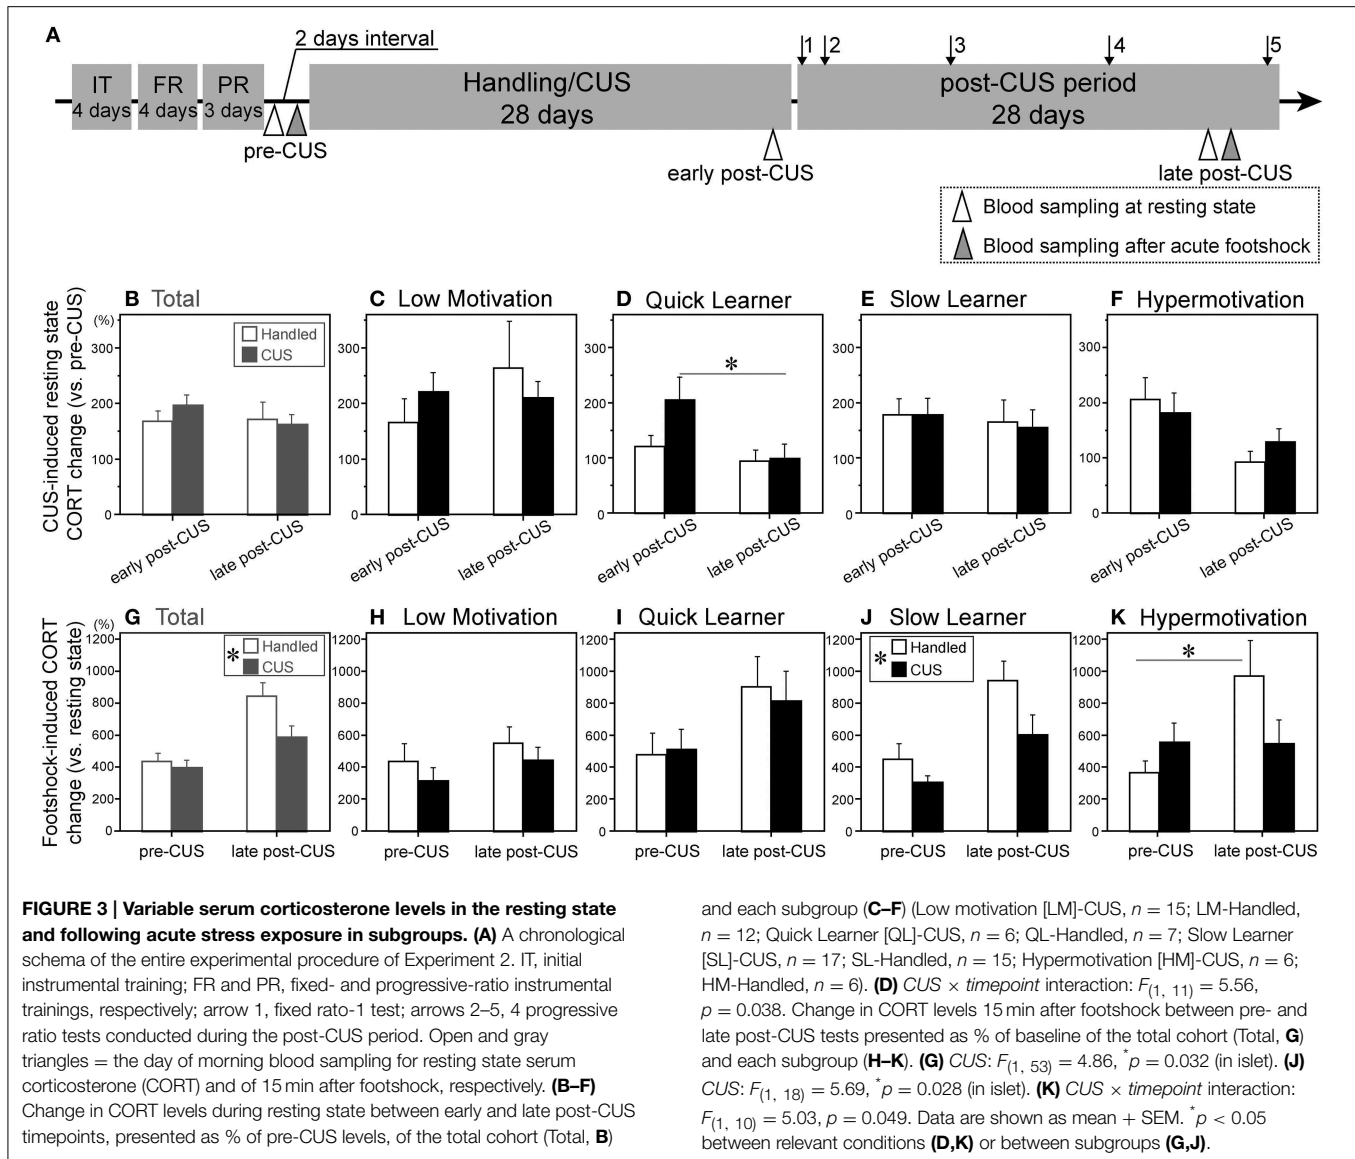 A
2 days interval
1 2 3 4 5
IT
4 days
FR
4 days
PR
3 days
Handling/CUS
28 days
post-CUS period
28 days
pre-CUS
early post-CUS
late post-CUS
Blood sampling at resting state
Blood sampling after acute footshock
CUS-induced resting state
CORT change (vs. pre-CUS)
B Total
(%)
300
200
100
0
Handled
CUS
early post-CUS
late post-CUS
C Low Motivation
300
200
100
0
early post-CUS
late post-CUS
D Quick Learner
300
200
100
0
*
early post-CUS
late post-CUS
E Slow Learner
300
200
100
0
early post-CUS
late post-CUS
F Hypermotivation
300
200
100
0
early post-CUS
late post-CUS
Footshock-induced CORT
change (vs. resting state)
G Total
(%)
1200
1000
800
600
400
200
0
*
Handled
CUS
pre-CUS late post-CUS
H Low Motivation
1200
1000
800
600
400
200
0
pre-CUS late post-CUS
I Quick Learner
1200
1000
800
600
400
200
0
pre-CUS late post-CUS
J Slow Learner
1200
1000
800
600
400
200
0
*
Handled
CUS
pre-CUS late post-CUS
K Hypermotivation
1200
1000
800
600
400
200
0
*
pre-CUS late post-CUS
FIGURE 3 | Variable serum corticosterone levels in the resting state
and following acute stress exposure in subgroups. (A) A chronological
schema of the entire experimental procedure of Experiment 2. IT, initial
instrumental training; FR and PR, fixed- and progressive-ratio instrumental
trainings, respectively; arrow 1, fixed rato-1 test; arrows 2–5, 4 progressive
ratio tests conducted during the post-CUS period. Open and gray
triangles = the day of morning blood sampling for resting state serum
corticosterone (CORT) and of 15 min after footshock, respectively. (B–F)
Change in CORT levels during resting state between early and late post-CUS
timepoints, presented as % of pre-CUS levels, of the total cohort (Total, B)
and each subgroup (C–F) (Low motivation [LM]-CUS, n = 15; LM-Handled,
n = 12; Quick Learner [QL]-CUS, n = 6; QL-Handled, n = 7; Slow Learner
[SL]-CUS, n = 17; SL-Handled, n = 15; Hypermotivation [HM]-CUS, n = 6;
HM-Handled, n = 6). (D) CUS × timepoint interaction: F(1, 11) = 5.56,
p = 0.038. Change in CORT levels 15 min after footshock between pre- and
late post-CUS tests presented as % of baseline of the total cohort (Total, G)
and each subgroup (H–K). (G) CUS: F(1, 53) = 4.86, *p = 0.032 (in islet). (J)
CUS: F(1, 18) = 5.69, *p = 0.028 (in islet). (K) CUS × timepoint interaction:
F(1, 10) = 5.03, p = 0.049. Data are shown as mean + SEM. *p < 0.05
between relevant conditions (D,K) or between subgroups (G,J).